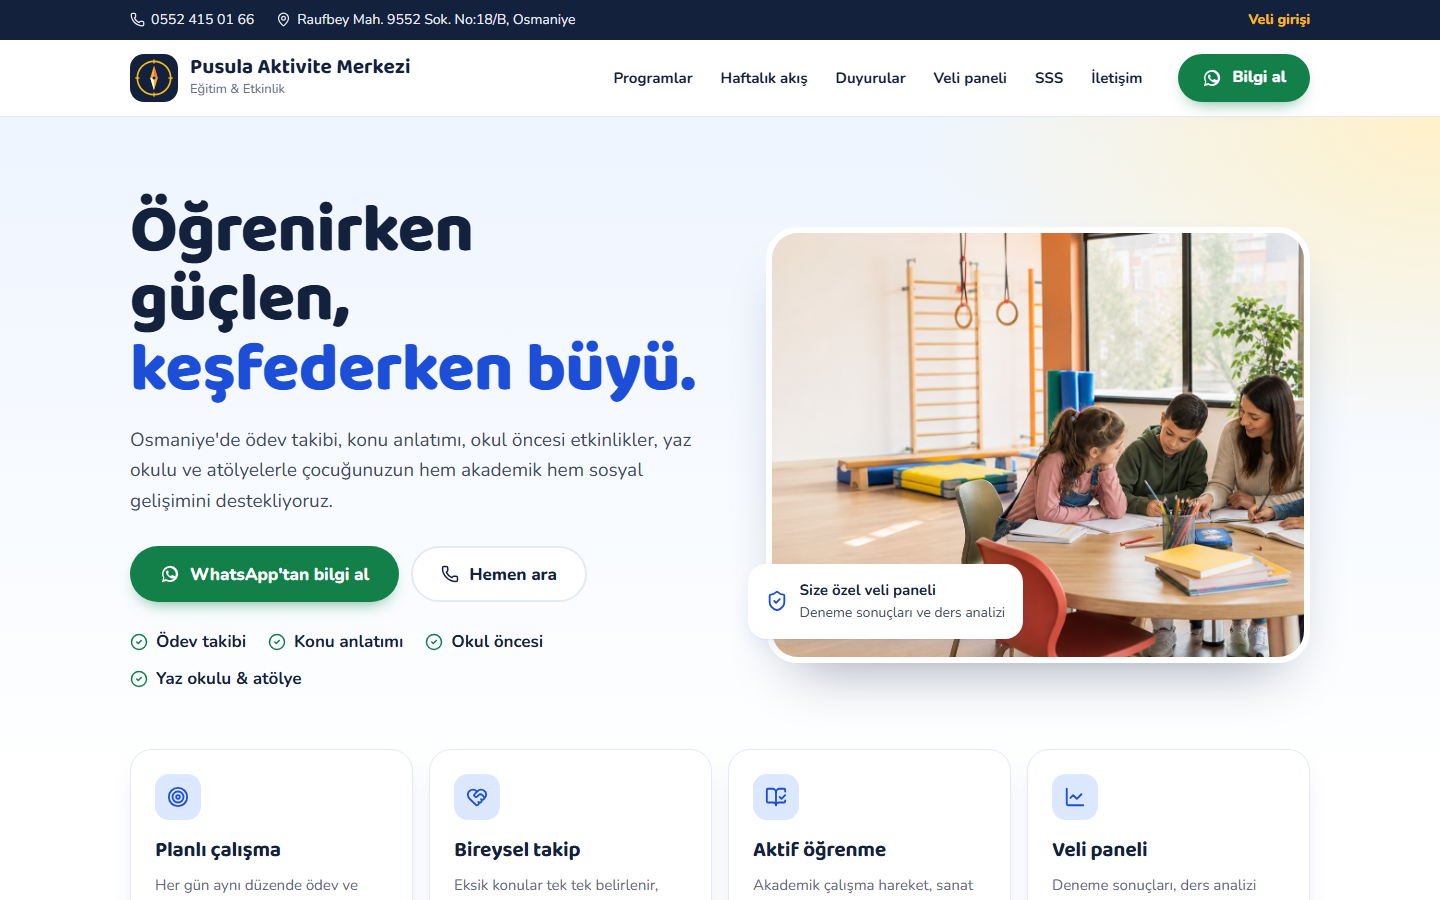 0552 415 01 66
Raufbey Mah. 9552 Sok. No:18/B, Osmaniye
Veli girişi
Pusula Aktivite Merkezi
Eğitim & Etkinlik
Programlar
Haftalık akış
Duyurular
Veli paneli
SSS
İletişim
Bilgi al
Öğrenirken
güçlen,
keşfederken büyü.
Osmaniye'de ödev takibi, konu anlatımı, okul öncesi etkinlikler, yaz
okulu ve atölyelerle çocuğunuzun hem akademik hem sosyal
gelişimini destekliyoruz.
WhatsApp'tan bilgi al
Hemen ara
Ödev takibi
Konu anlatımı
Okul öncesi
Yaz okulu & atölye
Size özel veli paneli
Deneme sonuçları ve ders analizi
Planlı çalışma
Her gün aynı düzende ödev ve
Bireysel takip
Eksik konular tek tek belirlenir,
Aktif öğrenme
Akademik çalışma hareket, sanat
Veli paneli
Deneme sonuçları, ders analizi